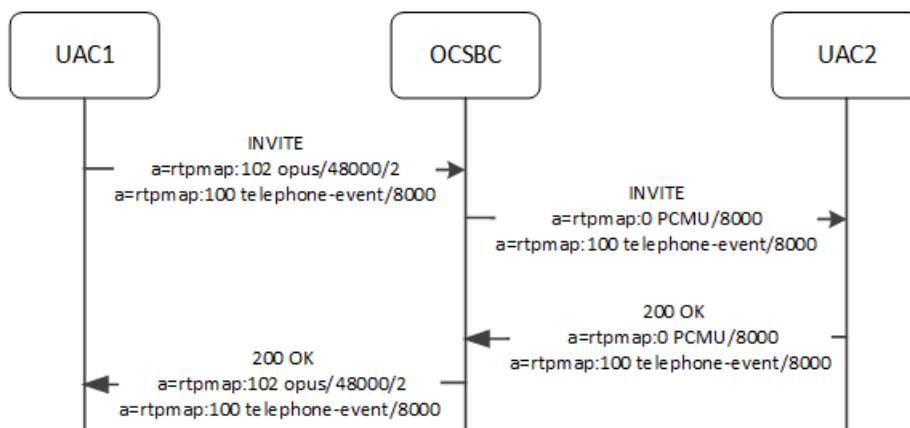 UAC1
OCSBC
UAC2
INVITE
a=rtpmap:102 opus/48000/2
a=rtpmap:100 telephone-event/8000
INVITE
a=rtpmap:0 PCMU/8000
a=rtpmap:100 telephone-event/8000
200 OK
a=rtpmap:0 PCMU/8000
a=rtpmap:100 telephone-event/8000
200 OK
a=rtpmap:102 opus/48000/2
a=rtpmap:100 telephone-event/8000